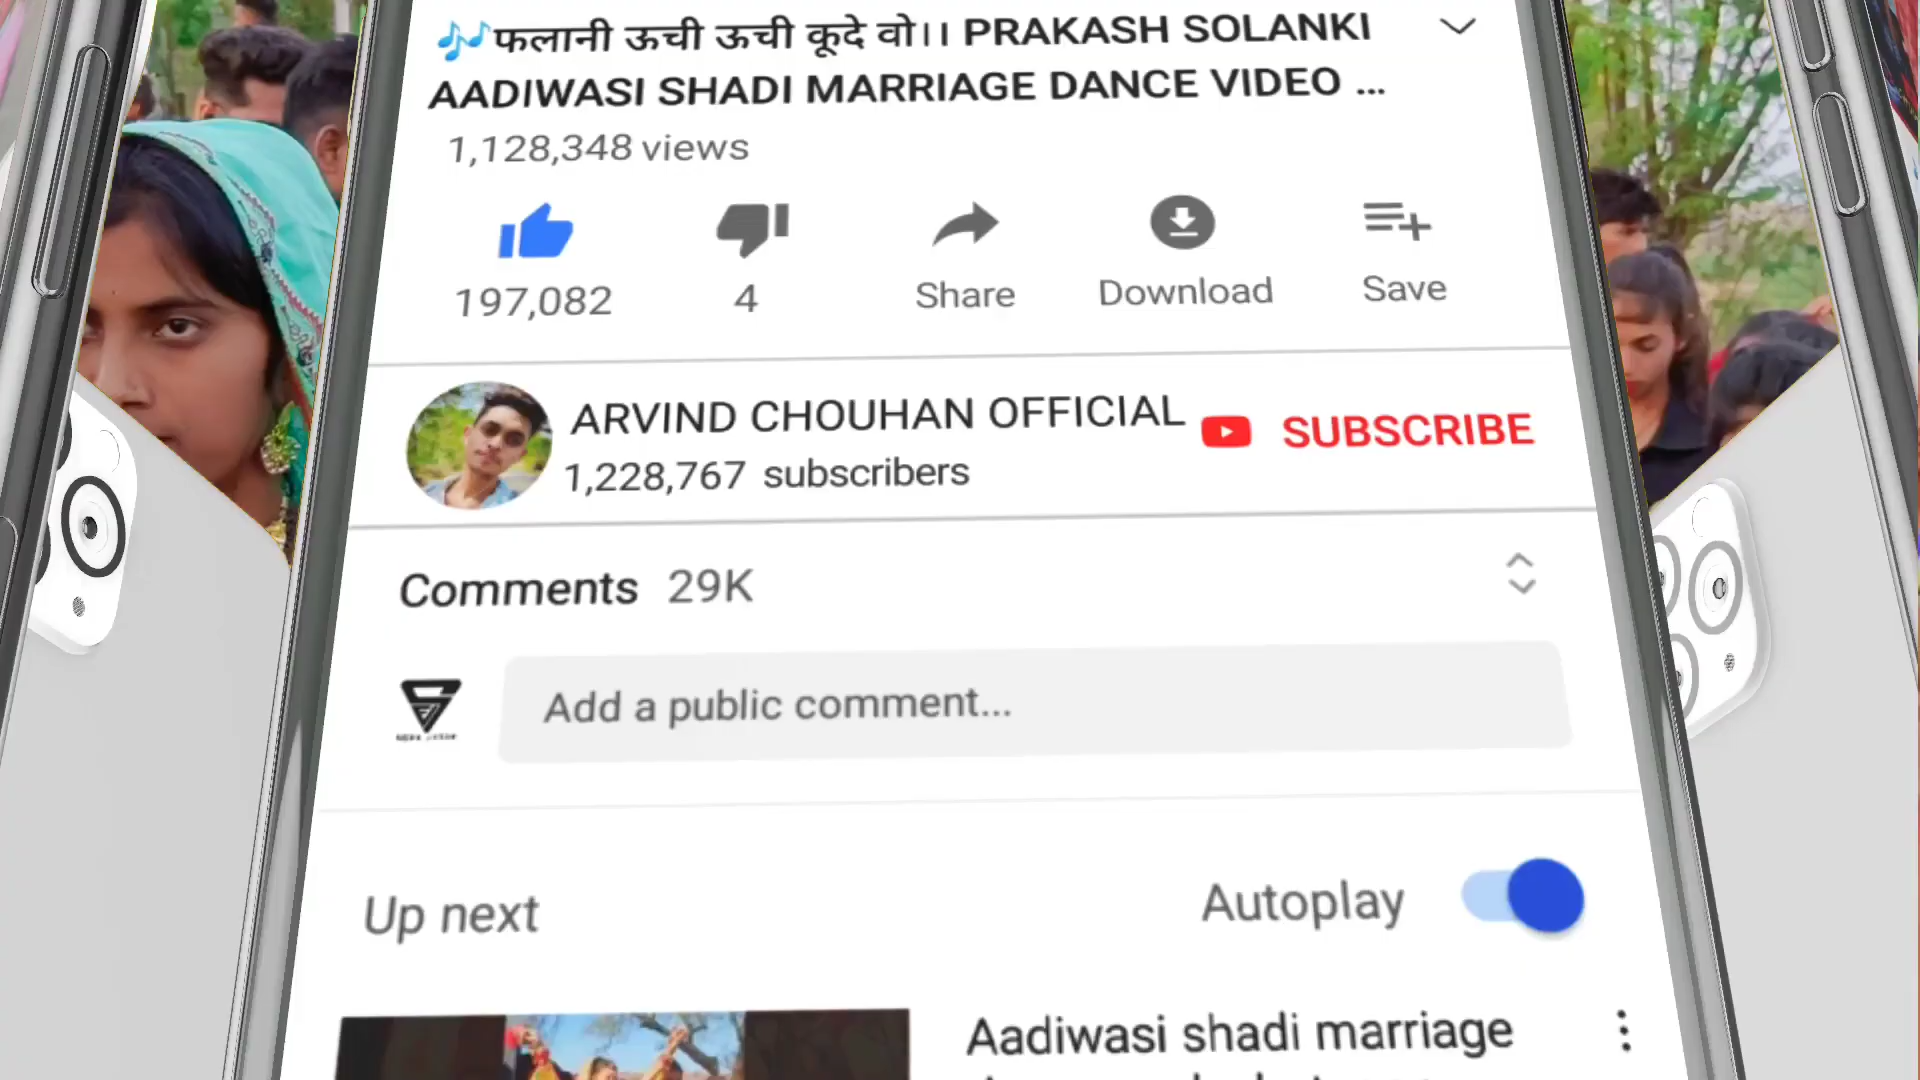 🎶फलानी ऊची ऊची कूदे वो।। PRAKASH SOLANKI
AADIWASI SHADI MARRIAGE DANCE VIDEO ...
1,128,348 views
197,082
4
Share
Download
Save
ARVIND CHOUHAN OFFICIAL
SUBSCRIBE
1,228,767 subscribers
Comments 29K
Add a public comment...
Up next
Autoplay
Aadiwasi shadi marriage